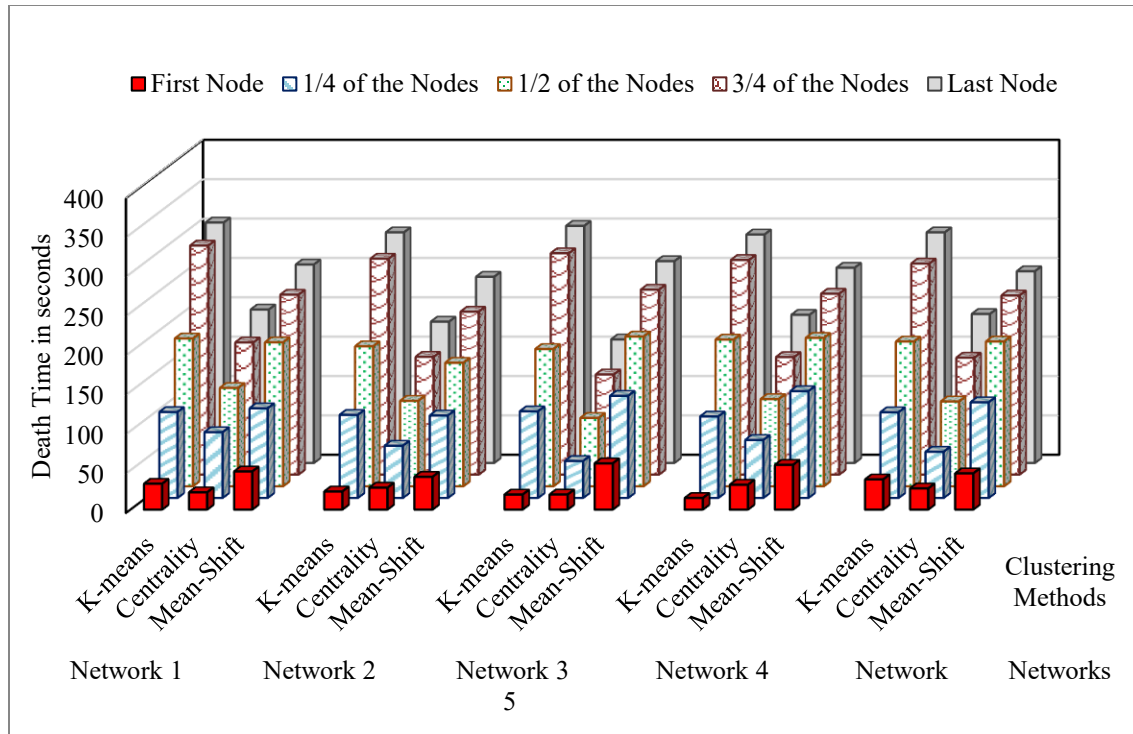 First Node 1/4 of the Nodes 1/2 of the Nodes 3/4 of the Nodes Last Node
Death Time in seconds
400
350
300
250
200
150
100
50
0
K-means Centrality Mean-Shift K-means Centrality Mean-Shift K-means Centrality Mean-Shift K-means Centrality Mean-Shift K-means Centrality Mean-Shift
Clustering
Methods
Network 1 Network 2 Network 3 Network 4 Network Networks
5